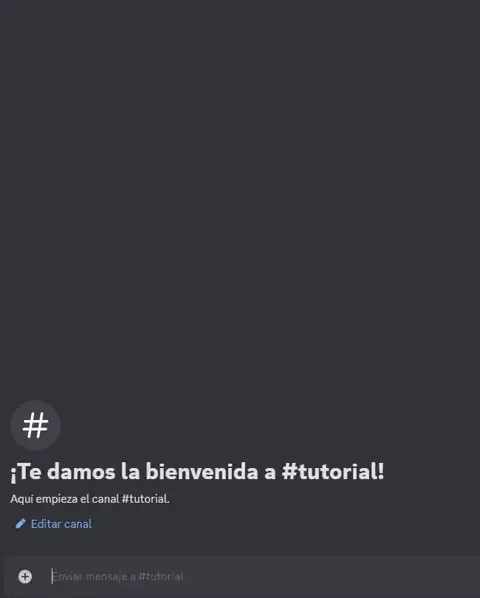 #
¡Te damos la bienvenida a #tutorial!
Aquí empieza el canal #tutorial.
Editar canal
Enviar mensaje a #tutorial